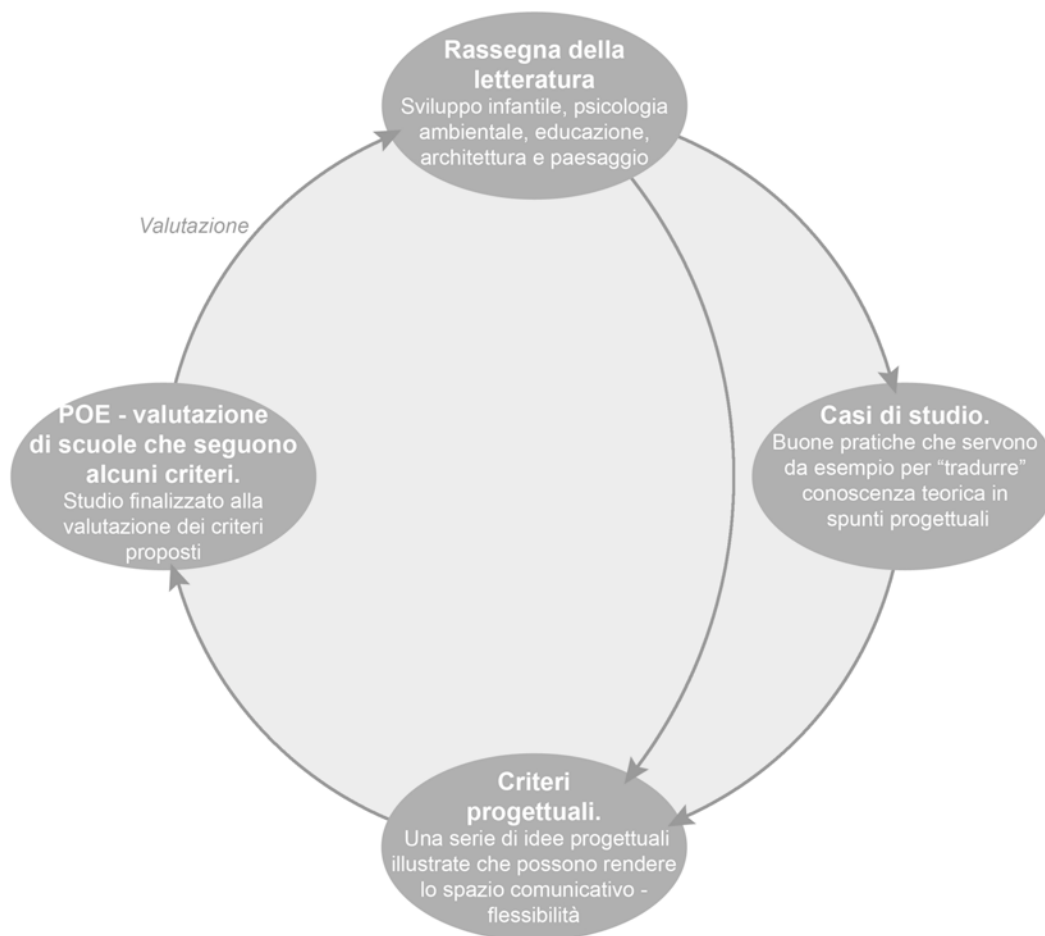 Rassegna della
letteratura
Sviluppo infantile, psicologia
ambientale, educazione,
architettura e paesaggio
Valutazione
POE - valutazione
di scuole che seguono
alcuni criteri.
Studio finalizzato alla
valutazione dei criteri
proposti
Casi di studio.
Buone pratiche che servono
da esempio per “tradurre”
conoscenza teorica in
spunti progettuali
Criteri
progettuali.
Una serie di idee progettuali
illustrate che possono rendere
lo spazio comunicativo -
flessibilità